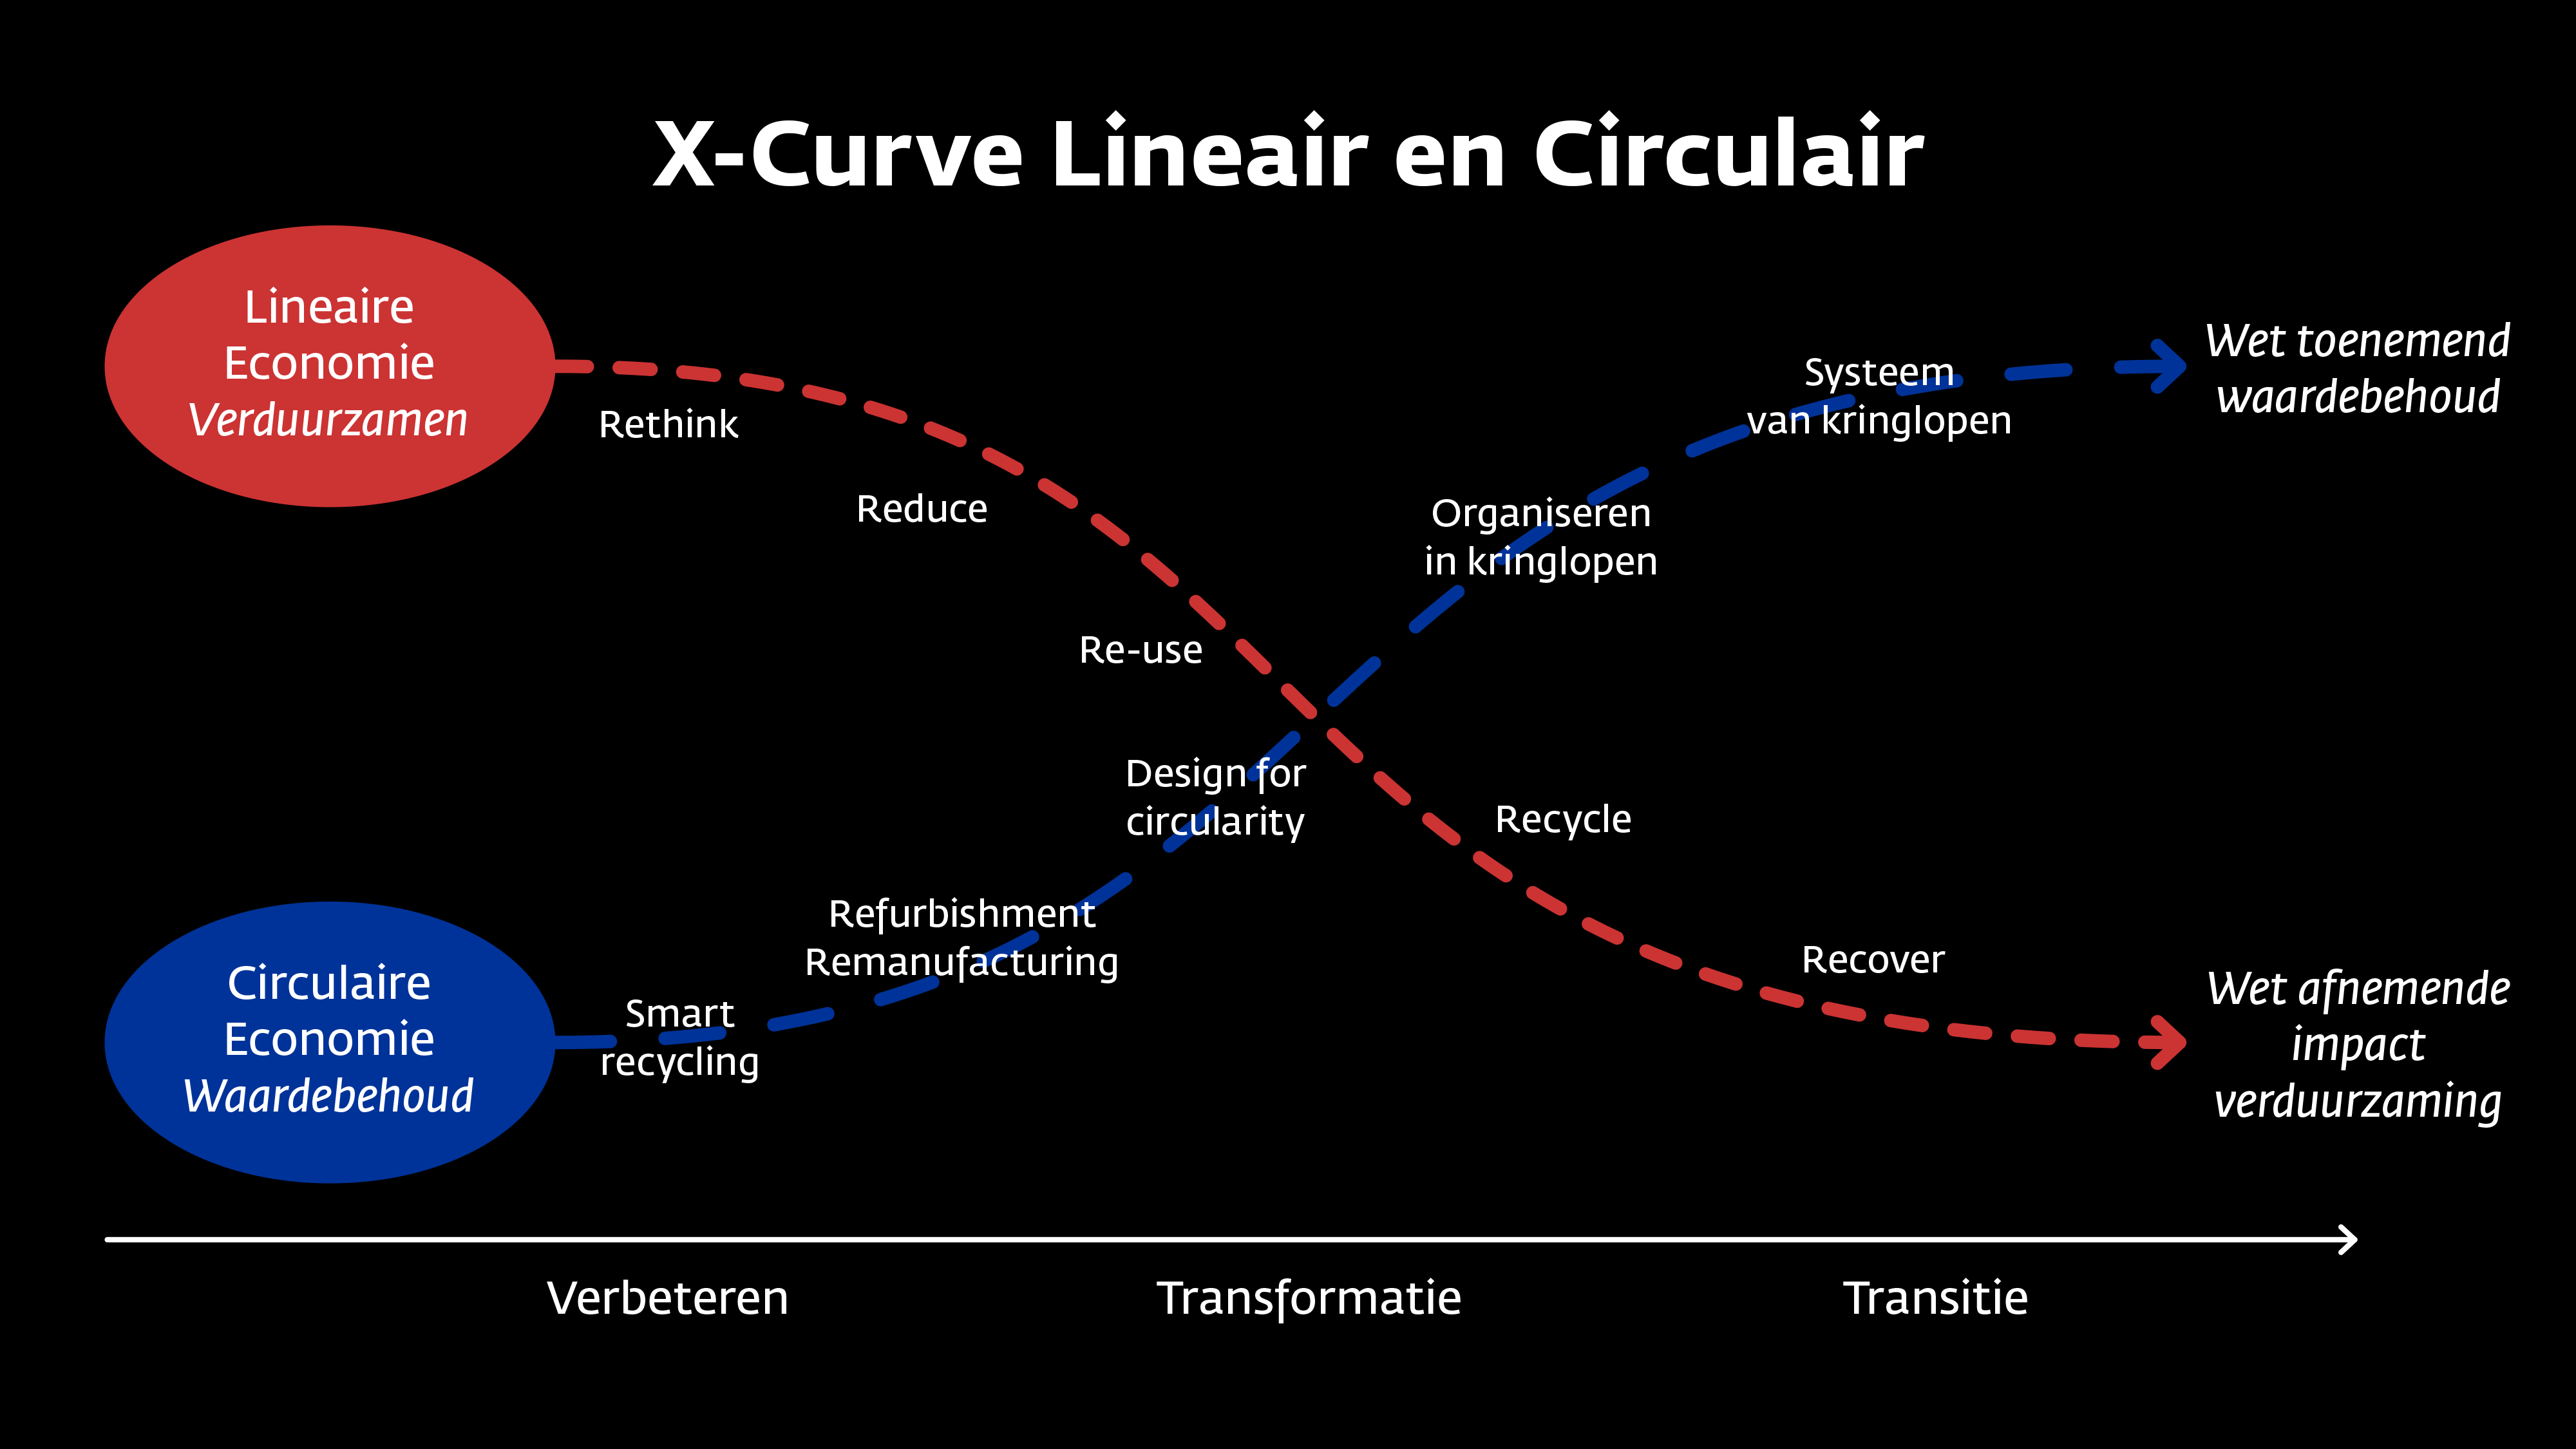 X-Curve Lineair en Circulair
Lineaire
Economie
Verduurzamen
Rethink
Reduce
Re-use
Recycle
Recover
Wet afnemende
impact
verduurzaming
Circulaire
Economie
Waardebehoud
Smart
recycling
Refurbishment
Remanufacturing
Design for
circularity
Organiseren
in kringlopen
Systeem
van kringlopen
Wet toenemend
waardebehoud
Verbeteren
Transformatie
Transitie